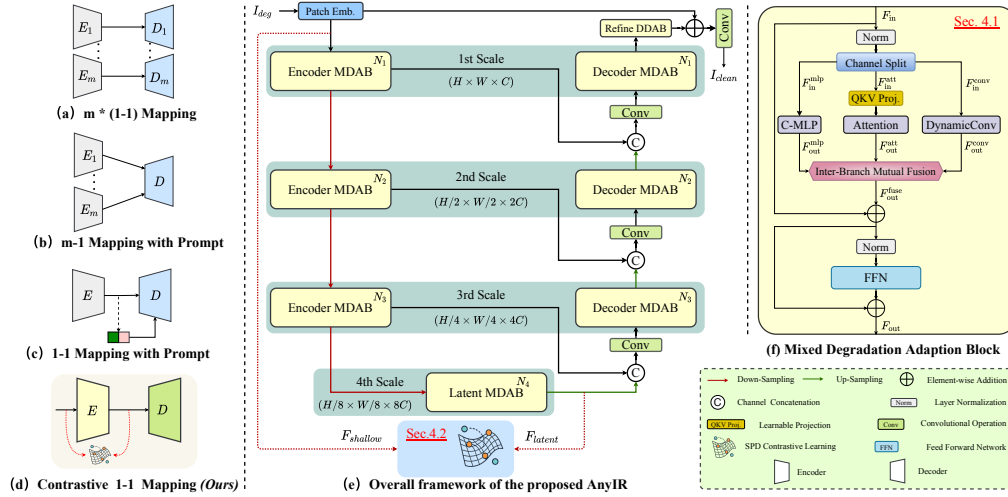 E1
D1
Em
Dm
(a) m * (1-1) Mapping
E1
D
Em
(b) m-1 Mapping with Prompt
E
D
(c) 1-1 Mapping with Prompt
E
D
(d) Contrastive 1-1 Mapping (Ours)
Ideg
Patch Emb.
Refine DDAB
Conv
Iclean
Encoder MDAB N1
1st Scale
(H × W × C)
Decoder MDAB N1
Conv
C
Encoder MDAB N2
2nd Scale
(H/2 × W/2 × 2C)
Decoder MDAB N2
Conv
C
Encoder MDAB N3
3rd Scale
(H/4 × W/4 × 4C)
Decoder MDAB N3
Conv
C
4th Scale
(H/8 × W/8 × 8C)
Latent MDAB N4
Fshallow
Sec.4.2
Flatent
(e) Overall framework of the proposed AnyIR
Fin
Sec. 4.1
Norm
Channel Split
Finmlp
Finatt
Finconv
QKV Proj.
C-MLP
Attention
DynamicConv
Foutmlp
Foutatt
Foutconv
Inter-Branch Mutual Fusion
Foutfuse
Norm
FFN
Fout
(f) Mixed Degradation Adaption Block
Down-Sampling
Up-Sampling
Element-wise Addition
C
Channel Concatenation
Norm
Layer Normalization
QKV Proj.
Learnable Projection
Conv
Convolutional Operation
SPD Contrastive Learning
FFN
Feed Forward Network
Encoder
Decoder